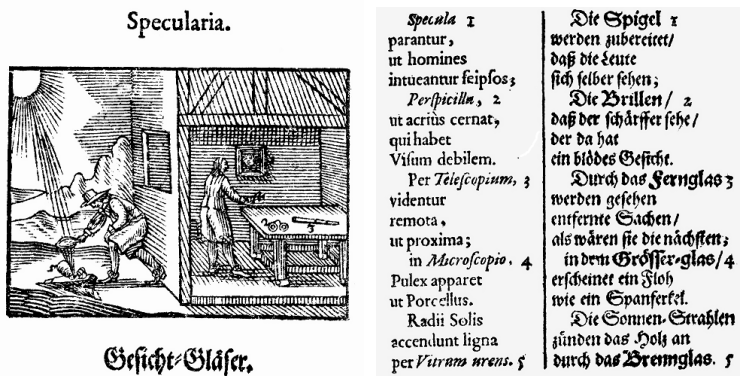 Specularia.
Gesicht-Gläser.
Specula 1
parantur,
ut homines
intueantur seipsos;
Perspicilla, 2
ut acriùs cernat,
qui habet
Visum debilem.
Per Telescopium, 3
videntur
remota,
ut proxima;
in Microscopio, 4
Pulex apparet
ut Porcellus.
Radii Solis
accendunt ligna
per Vitrum urens. 5
Die Spigel 1
werden zubereitet/
daß die Leute
sich selber sehen;
Die Brillen/ 2
daß der schärffer sehe/
der da hat
ein blödes Gesicht.
Durch das Fernglas 3
werden gesehen
entfernte Sachen/
als wären sie die nächsten;
in dem Grösser-glas/ 4
erscheinet ein Floh
wie ein Spanferkel.
Die Sonnen-Strahlen
zünden das Holz an
durch das Brennglas. 5